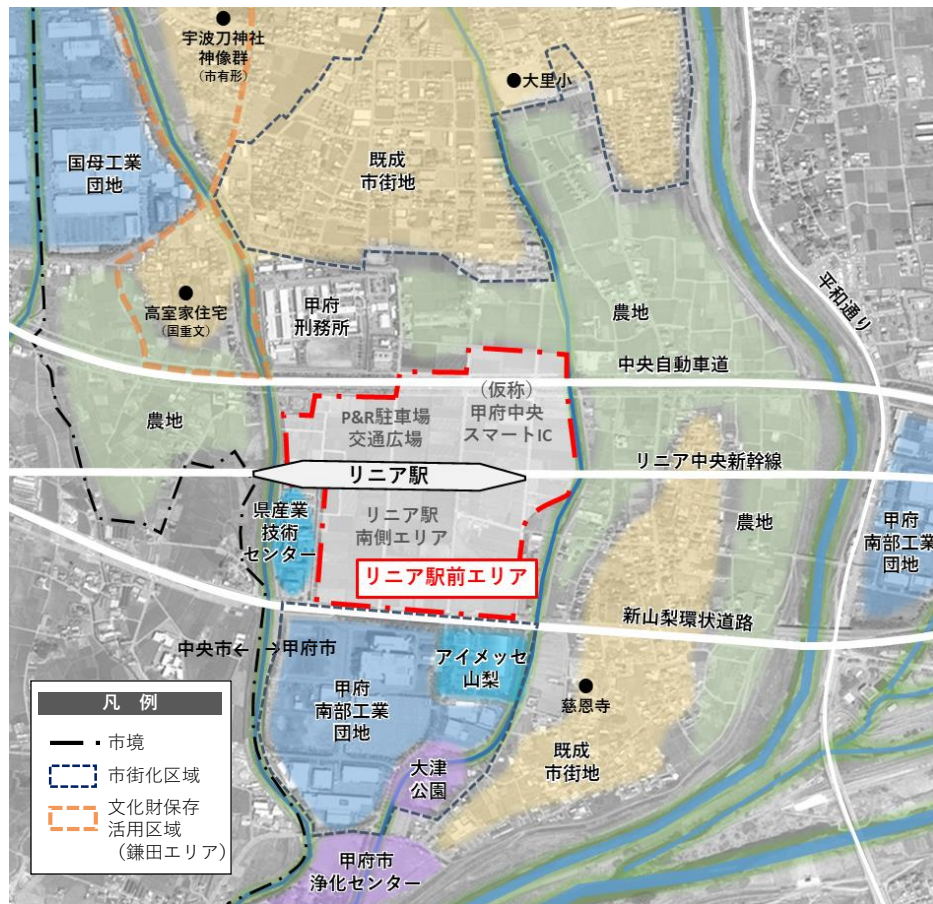 宇波刀神社
神像群
(市有形)
大里小
国母工業
団地
既成
市街地
高室家住宅
(国重文)
甲府
刑務所
農地
平和通り
中央自動車道
農地
P&R駐車場
交通広場
(仮称)
甲府中央
スマートIC
リニア駅
リニア中央新幹線
県産業
技術
センター
リニア駅
南側エリア
農地
甲府
南部工業
団地
リニア駅前エリア
新山梨環状道路
中央市← →甲府市
アイメッセ
山梨
甲府
南部工業
団地
慈恩寺
既成
市街地
大津
公園
甲府市
浄化センター
凡 例
市境
市街化区域
文化財保存
活用区域
(鎌田エリア)